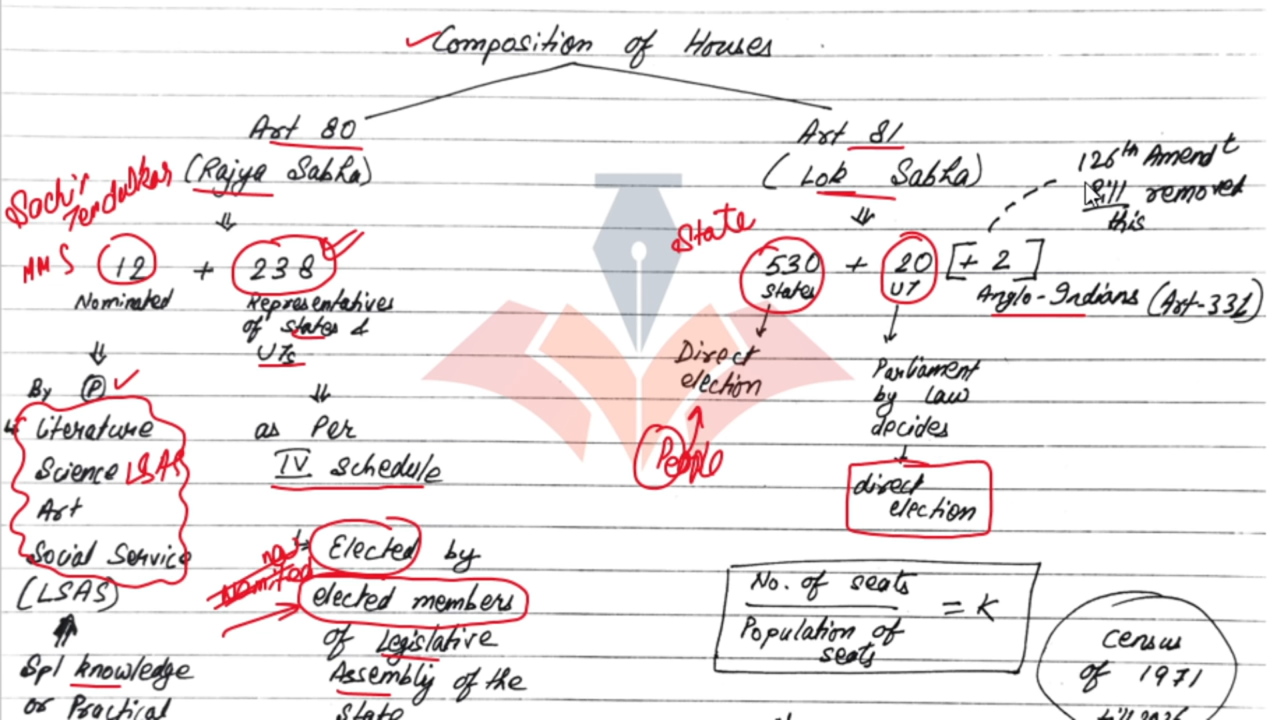 Composition of Houses
Art 80
(Rajya Sabha)
Sachin
Tendulkar
MMS
12 + 238
Nominated
Representatives
of states &
UTs
By P
Literature
Science LSAS
Art
Social Service
(LSAS)
Spl knowledge
or Practical
as Per
IV schedule
not
Elected by
elected members
of Legislative
Assembly of the
State
Art 81
(Lok Sabha)
126th Amendt
Bill removed
this
State
530 + 20 [+ 2]
states UT
Anglo-Indians (Art-331)
Direct
election
People
Parliament
by law
decides
direct
election
No. of seats
Population of
seats
= K
Census
of 1971
till 2026